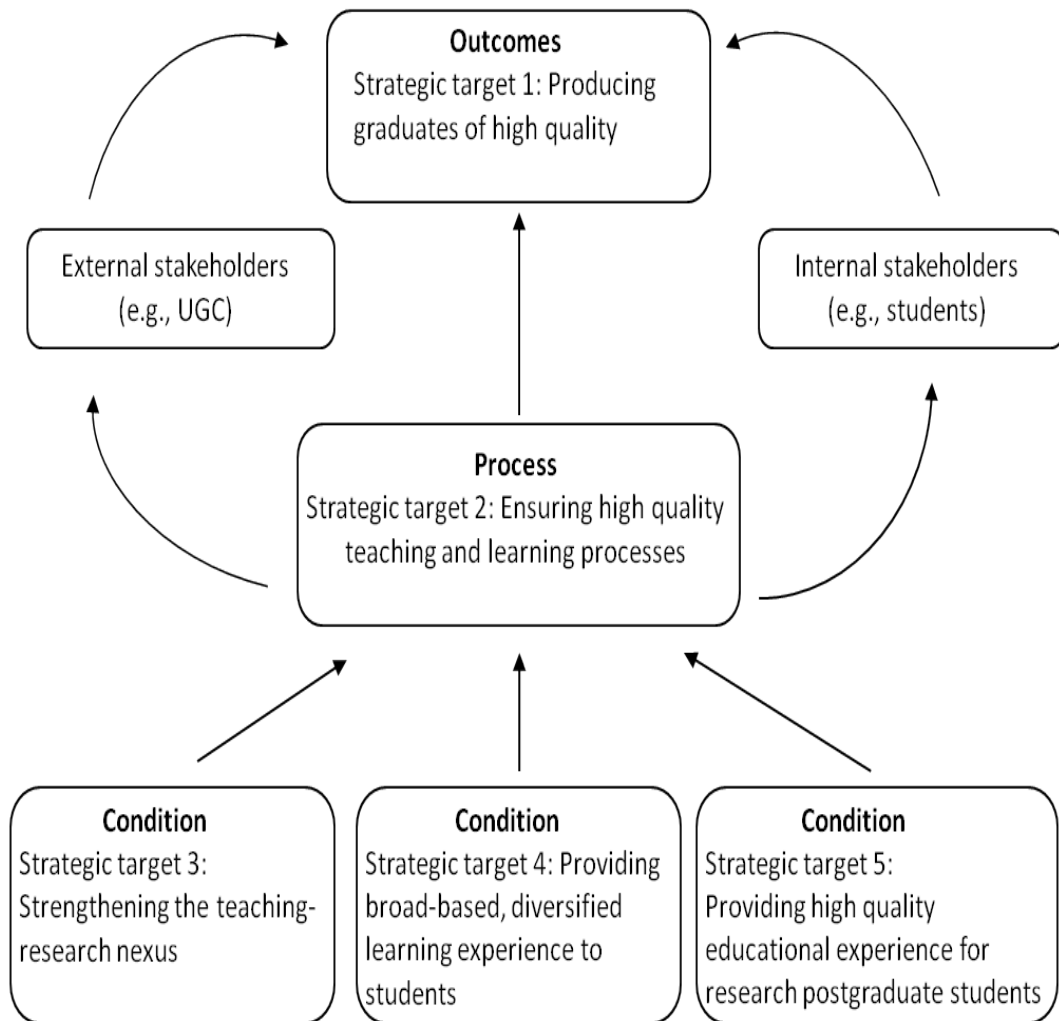 Outcomes
Strategic target 1: Producing
graduates of high quality
External stakeholders
(e.g., UGC)
Internal stakeholders
(e.g., students)
Process
Strategic target 2: Ensuring high quality
teaching and learning processes
Condition
Strategic target 3:
Strengthening the teaching-
research nexus
Condition
Strategic target 4: Providing
broad-based, diversified
learning experience to
students
Condition
Strategic target 5:
Providing high quality
educational experience for
research postgraduate students